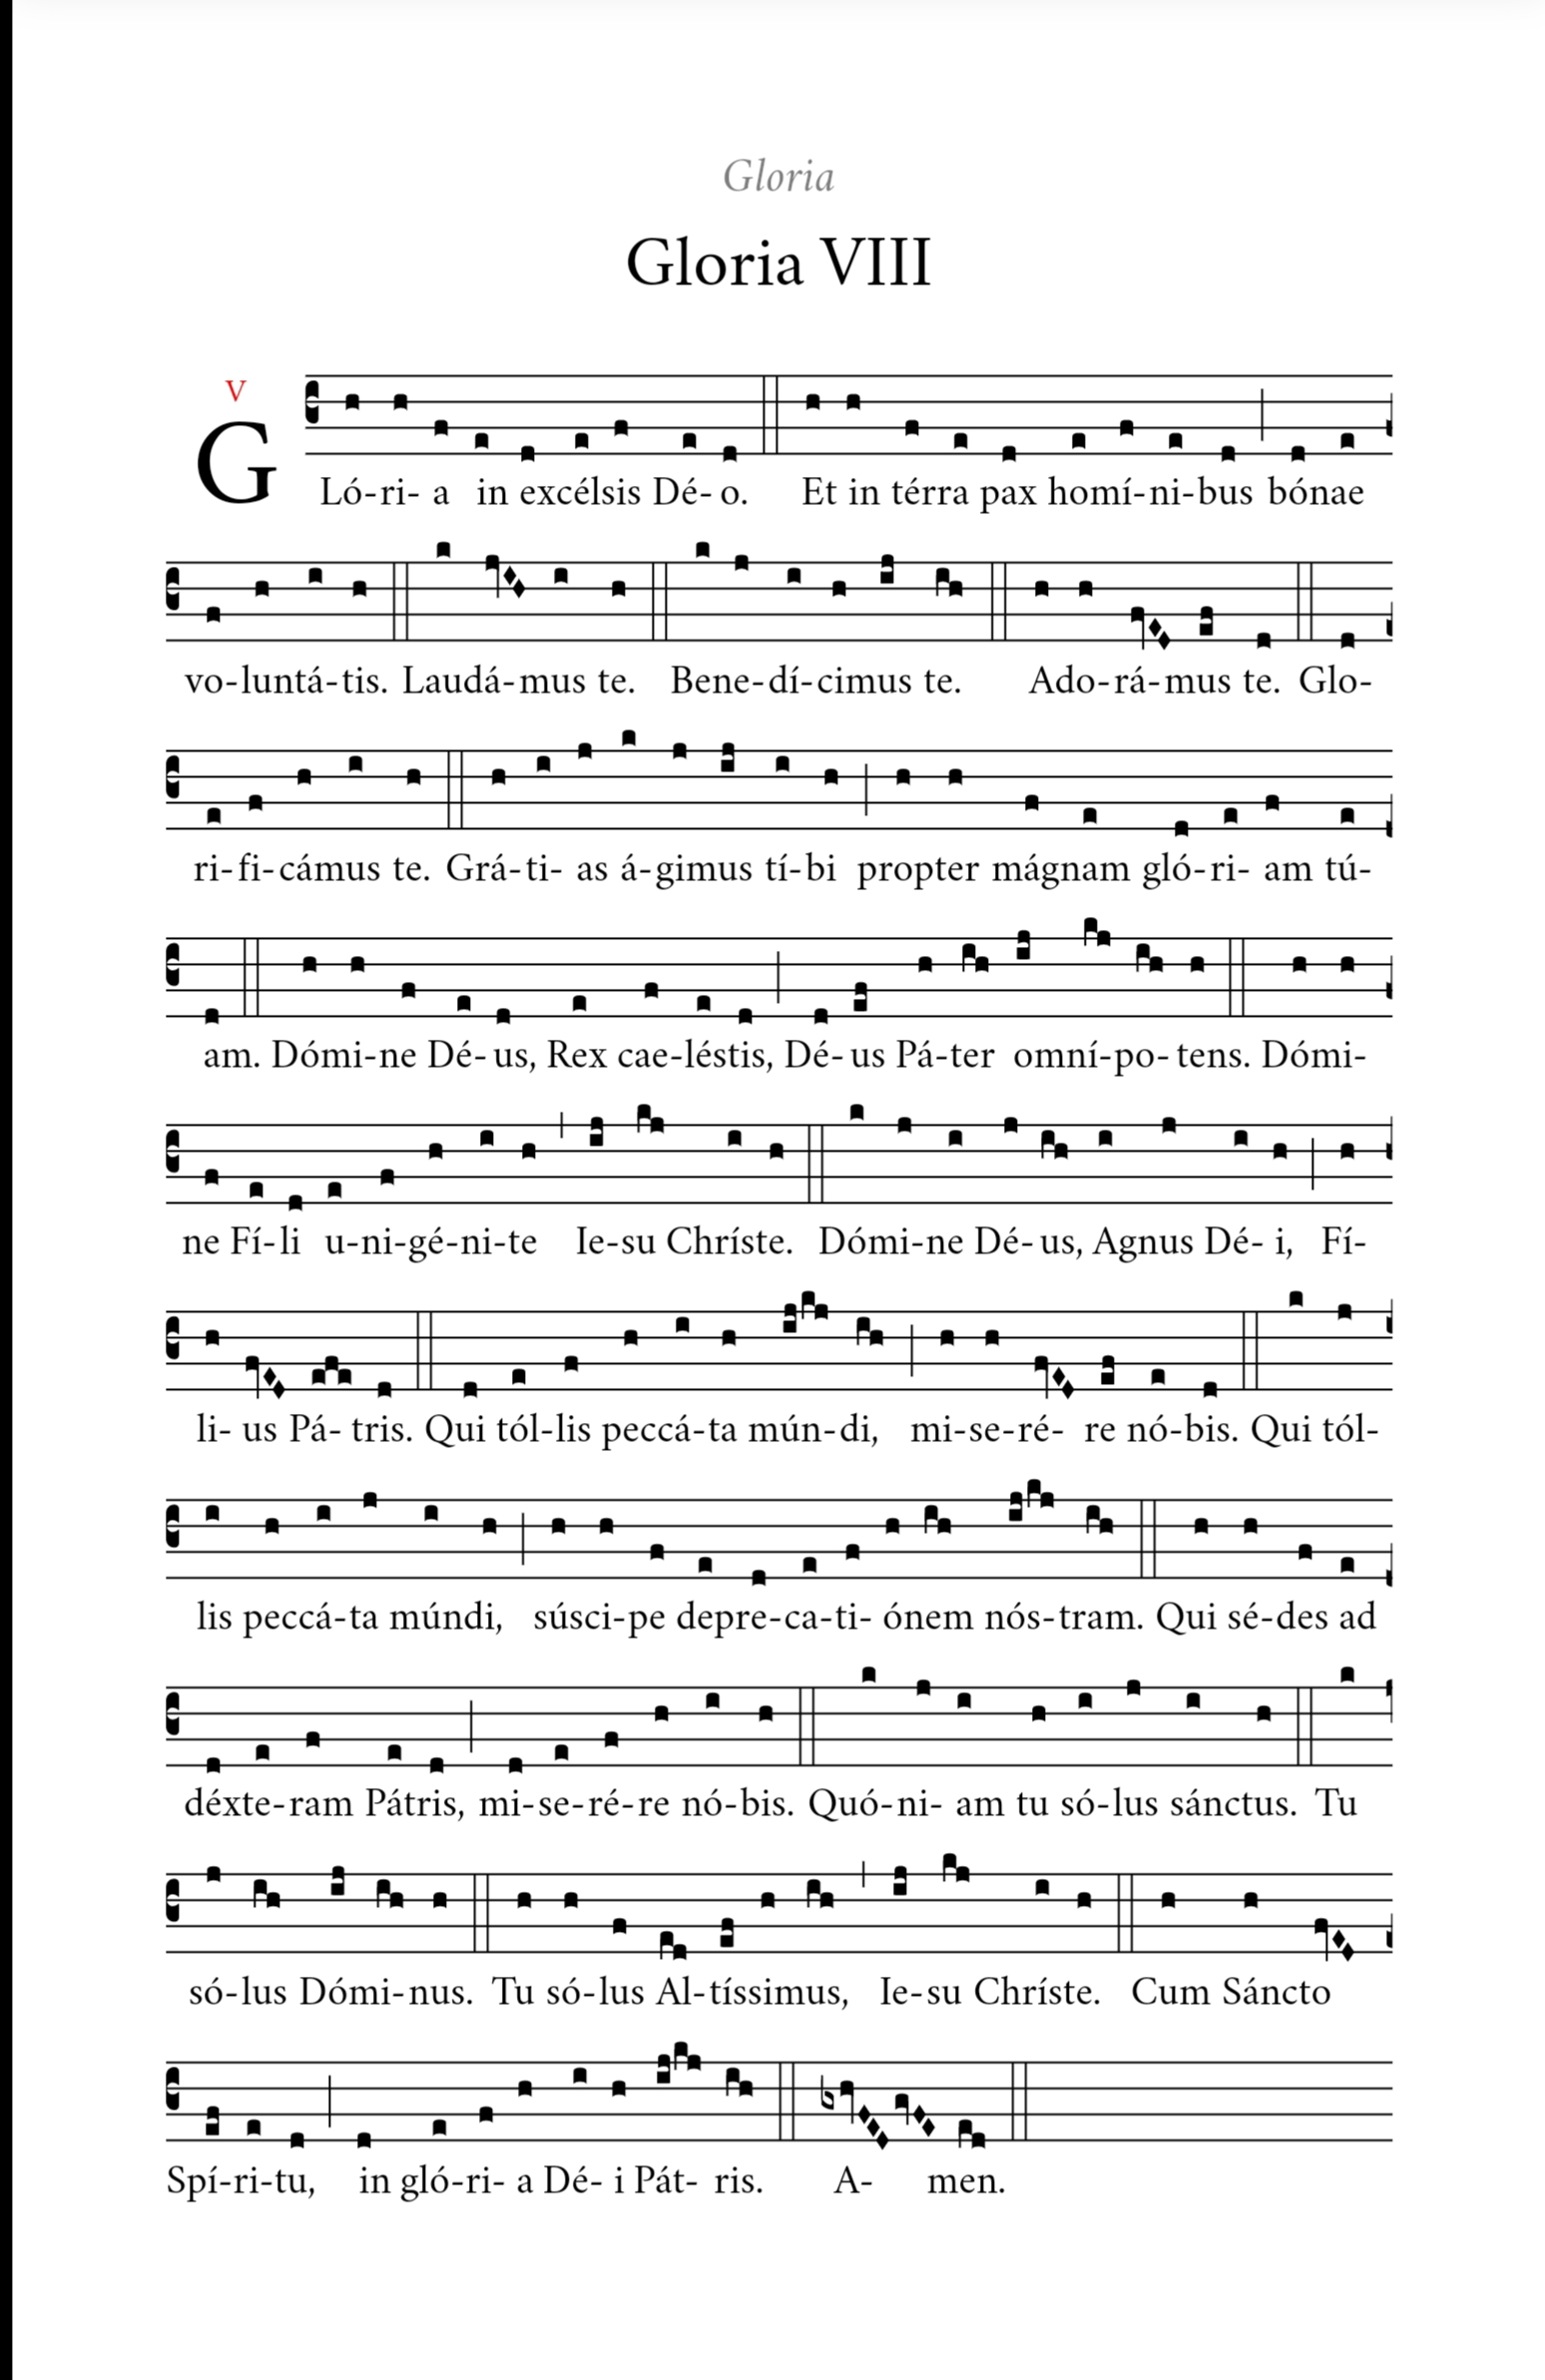 Gloria
Gloria VIII
V
GLó-ri- a in excélsis Dé- o. Et in térra pax homí-ni-bus bónae
vo-luntá-tis. Laudá-mus te. Bene-dí-cimus te. Ado-rá-mus te. Glo-
ri-fi-cámus te. Grá-ti- as á-gimus tí-bi propter mágnam gló-ri- am tú-
am. Dómi-ne Dé- us, Rex cae-léstis, Dé- us Pá-ter omní-po- tens. Dómi-
ne Fí-li u-ni-gé-ni-te Ie-su Chríste. Dómi-ne Dé- us, Agnus Dé- i, Fí-
li- us Pá- tris. Qui tól-lis peccá-ta mún-di, mi-se-ré- re nó-bis. Qui tól-
lis peccá-ta múndi, súsci-pe depre-ca-ti- ónem nós-tram. Qui sé-des ad
déxte-ram Pátris, mi-se-ré-re nó-bis. Quó-ni- am tu só-lus sánctus. Tu
só-lus Dómi-nus. Tu só-lus Al-tíssimus, Ie-su Chríste. Cum Sáncto
Spí-ri-tu, in gló-ri- a Dé- i Pát- ris. A- men.